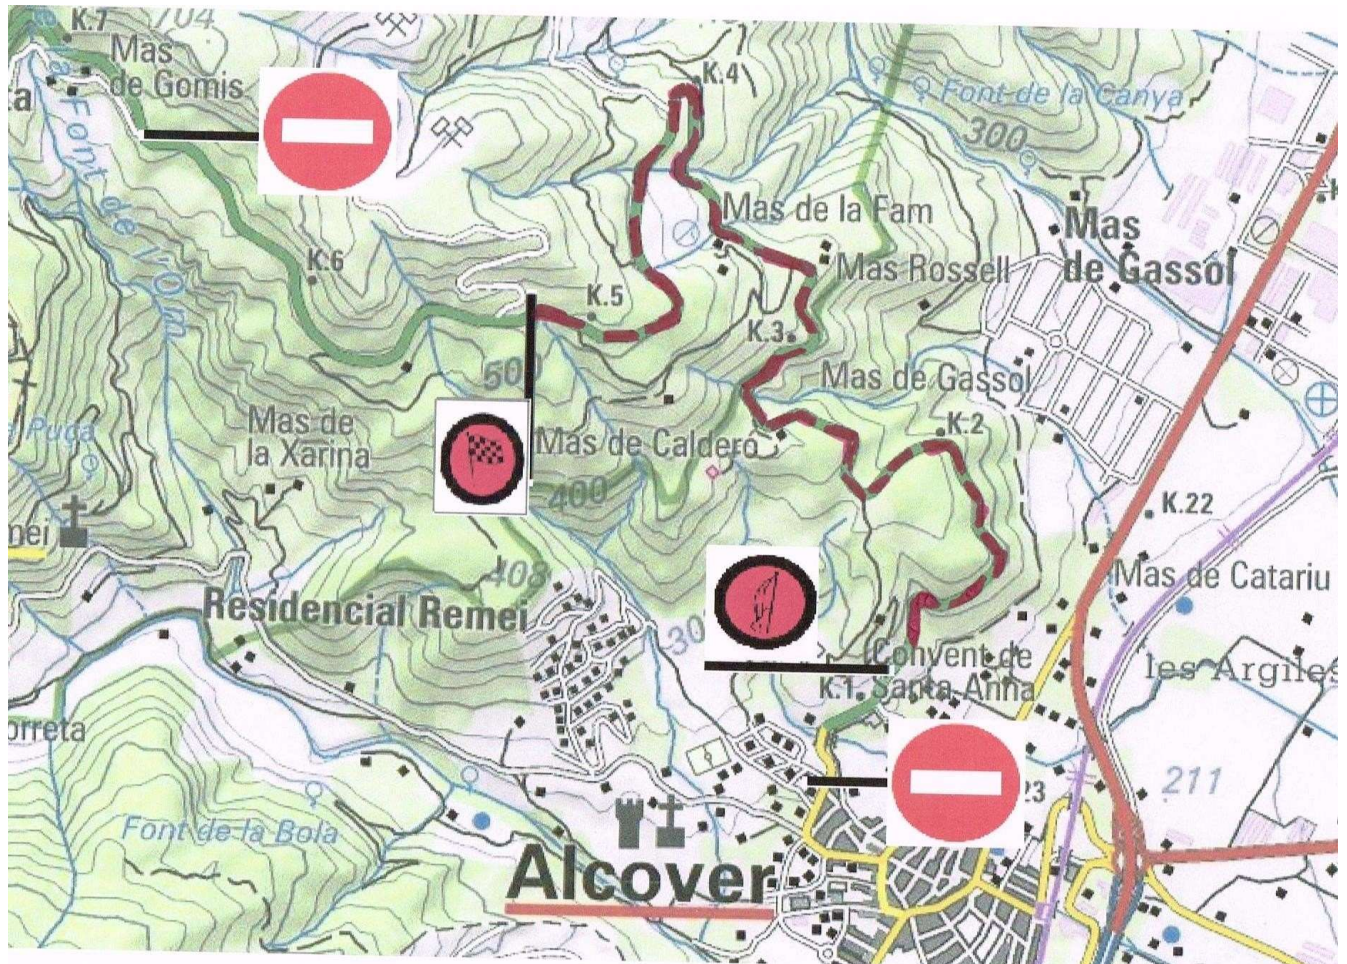 K.7
704
Mas
de Gomis
K.4
Font de la Canya
300
Font de l'Om
Mas de la Fam
Mas
de Gassol
K.6
Mas Rossell
K.5
K.3
500
Mas de Gassol
Mas de
la Xarina
Mas de Calderó
K.2
400
K.22
408
Mas de Catariu
Residencial Remei
30
Convent de
Santa Anna
K.1
les Argiles
orreta
211
23
Font de la Bola
Alcover